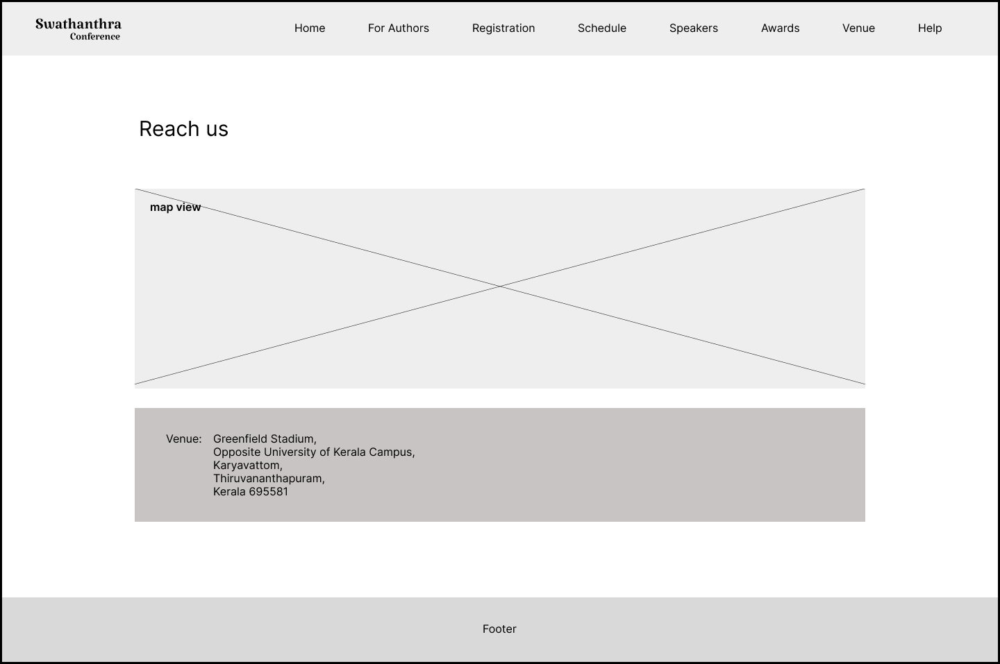 Swathanthra
Conference
Home For Authors Registration Schedule Speakers Awards Venue Help
Reach us
map view
Venue: Greenfield Stadium,
Opposite University of Kerala Campus,
Karyavattom,
Thiruvananthapuram,
Kerala 695581
Footer